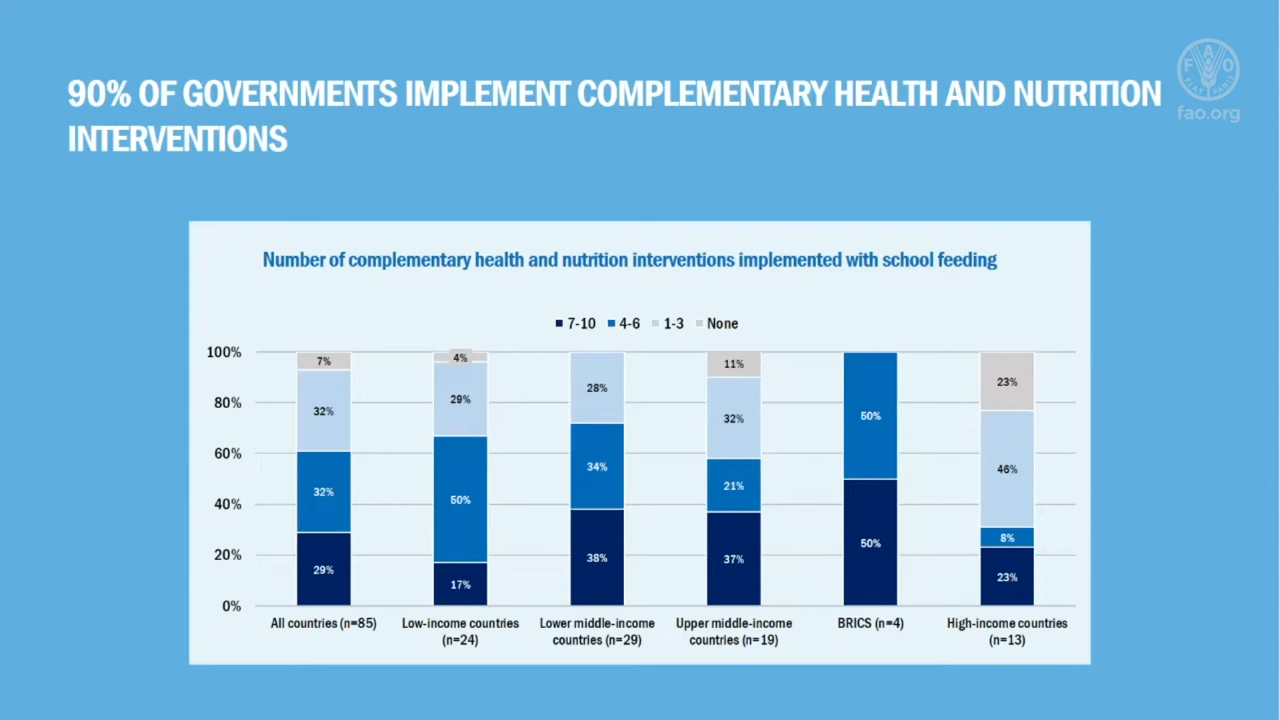 90% OF GOVERNMENTS IMPLEMENT COMPLEMENTARY HEALTH AND NUTRITION
INTERVENTIONS
F A O
FIAT PANIS
fao.org
Number of complementary health and nutrition interventions implemented with school feeding
7-10 4-6 1-3 None
100%
80%
60%
40%
20%
0%
7%
32%
32%
29%
4%
29%
50%
17%
28%
34%
38%
11%
32%
21%
37%
50%
50%
23%
46%
8%
23%
All countries (n=85)
Low-income countries
(n=24)
Lower middle-income
countries (n=29)
Upper middle-income
countries (n=19)
BRICS (n=4)
High-income countries
(n=13)